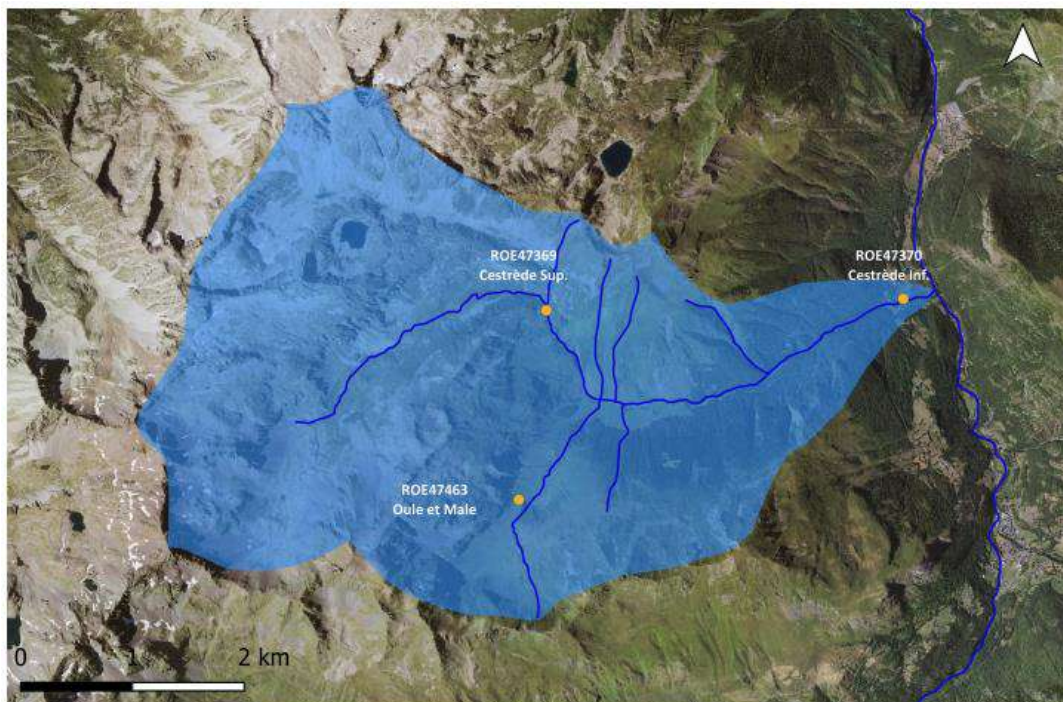 ROE47369
Cestrède Sup.
ROE47370
Cestrède Inf.
ROE47463
Oule et Male
0 1 2 km